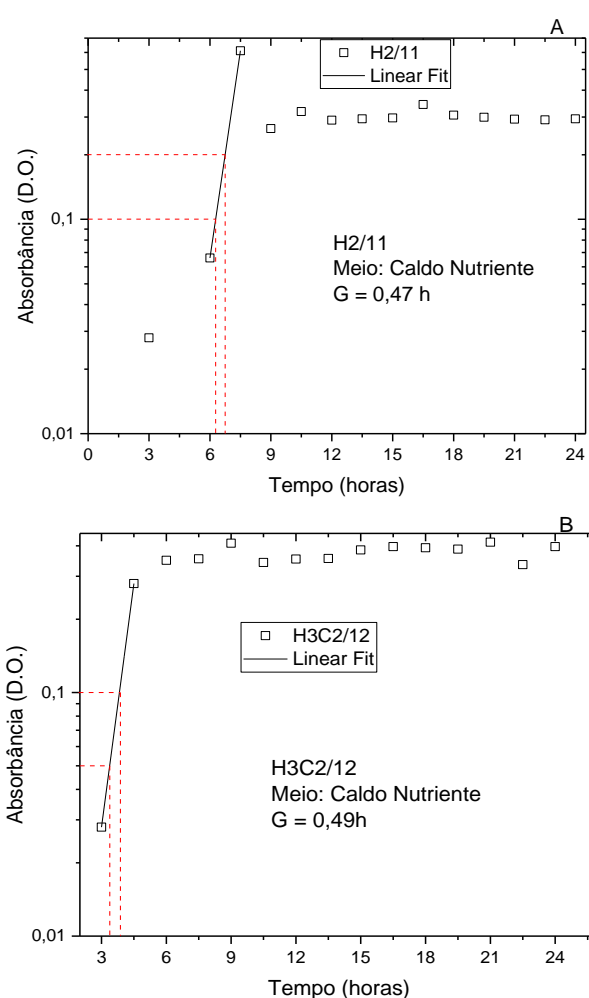 A
H2/11
Linear Fit
Absorbância (D.O.)
0,1
0,01
H2/11
Meio: Caldo Nutriente
G = 0,47 h
0 3 6 9 12 15 18 21 24
Tempo (horas)
B
H3C2/12
Linear Fit
Absorbância (D.O.)
0,1
0,01
H3C2/12
Meio: Caldo Nutriente
G = 0,49h
3 6 9 12 15 18 21 24
Tempo (horas)